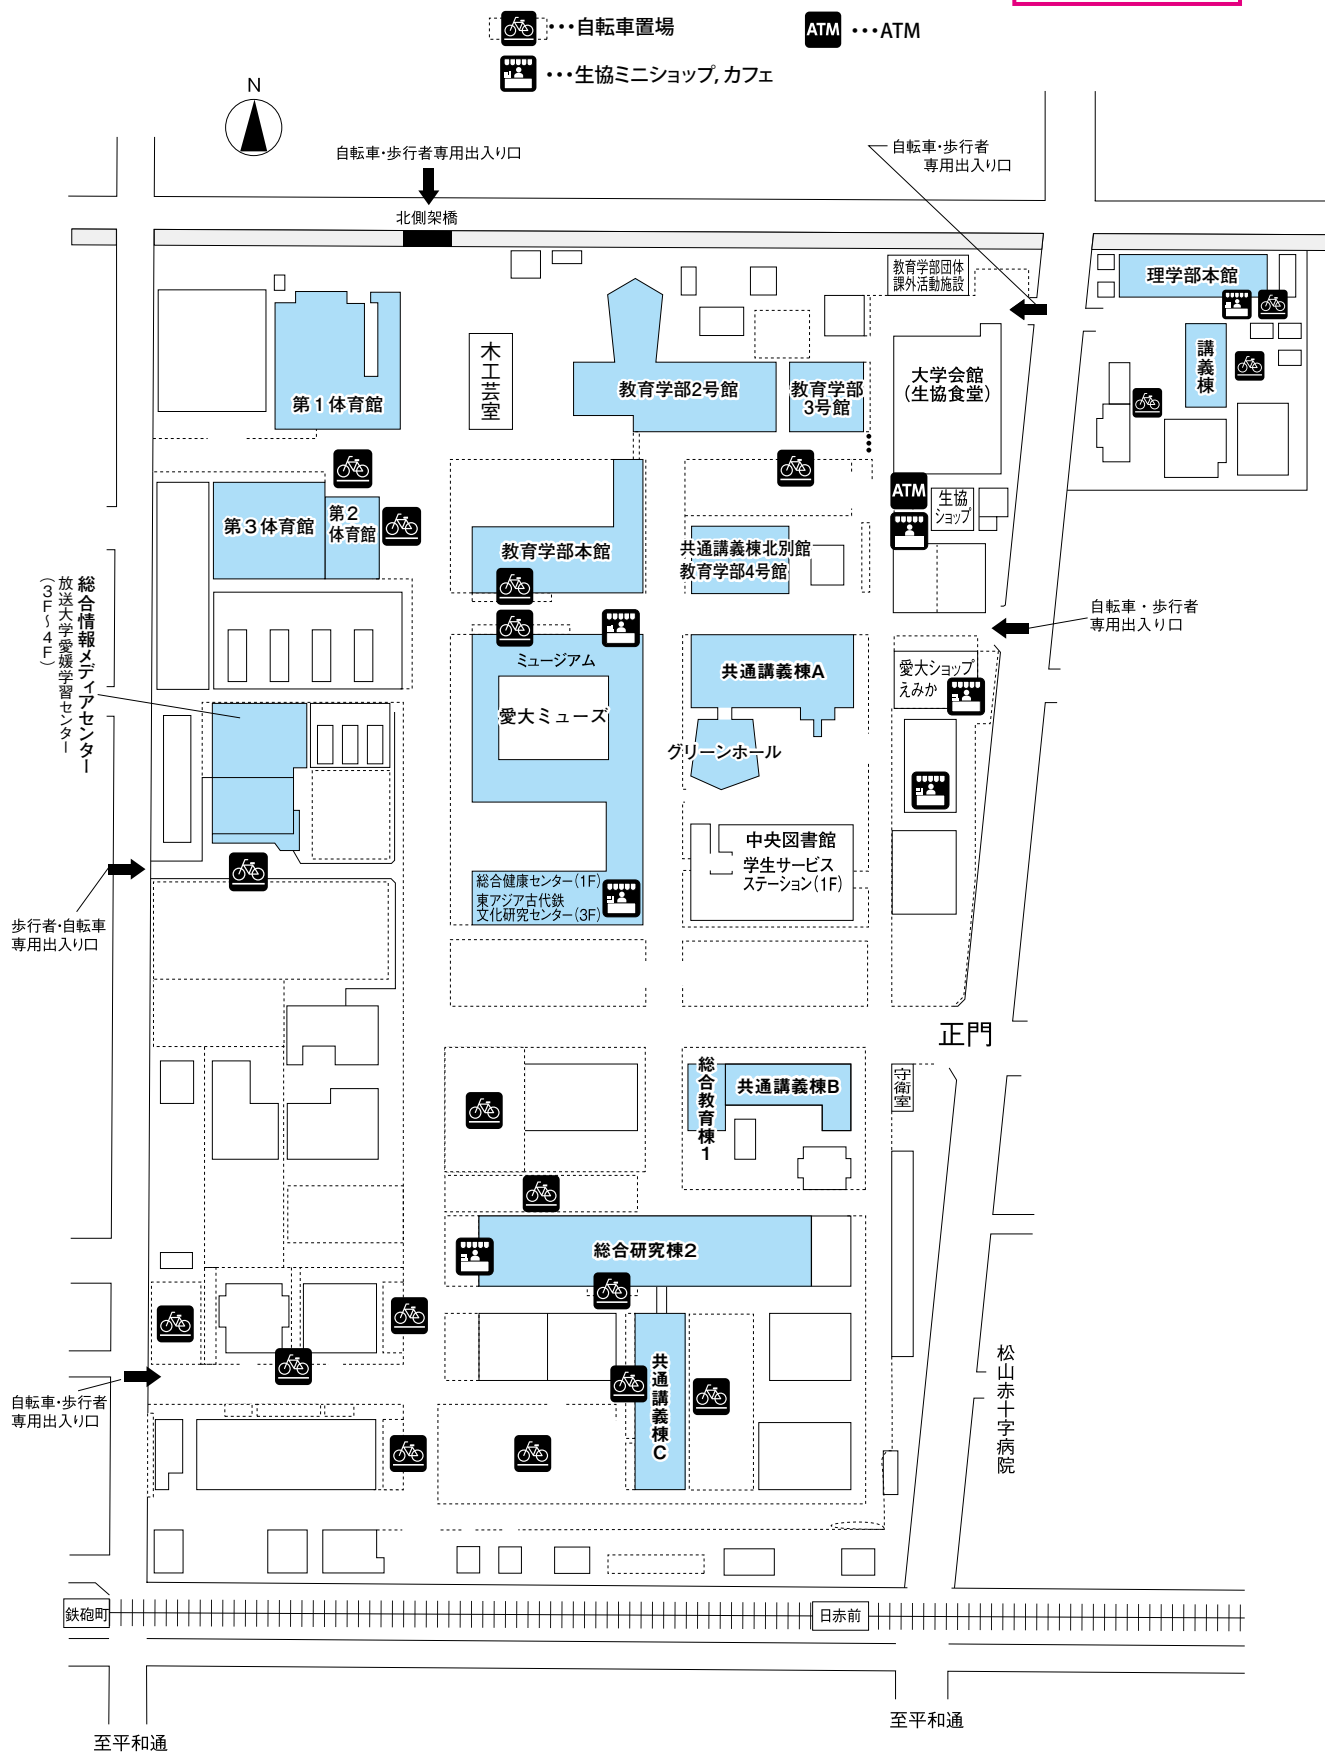 ･･･自転車置場
ATM
･･･ATM
･･･生協ミニショップ, カフェ
N
自転車･歩行者専用出入り口
自転車･歩行者
専用出入り口
北側架橋
教育学部団体
課外活動施設
理学部本館
講義棟
木工芸室
教育学部2号館
教育学部
3号館
大学会館
(生協食堂)
第1体育館
ATM
生協
ショップ
第3体育館
第2
体育館
教育学部本館
共通講義棟北別館
教育学部4号館
総合情報メディアセンター
放送大学愛媛学習センター
(3F〜4F)
自転車・歩行者
専用出入り口
ミュージアム
愛大ミューズ
共通講義棟A
愛大ショップ
えみか
グリーンホール
中央図書館
学生サービス
ステーション(1F)
総合健康センター(1F)
東アジア古代鉄
文化研究センター(3F)
歩行者･自転車
専用出入り口
正門
守衛室
総合教育棟1
共通講義棟B
総合研究棟2
共通講義棟C
自転車･歩行者
専用出入り口
松山赤十字病院
鉄砲町
日赤前
至平和通
至平和通